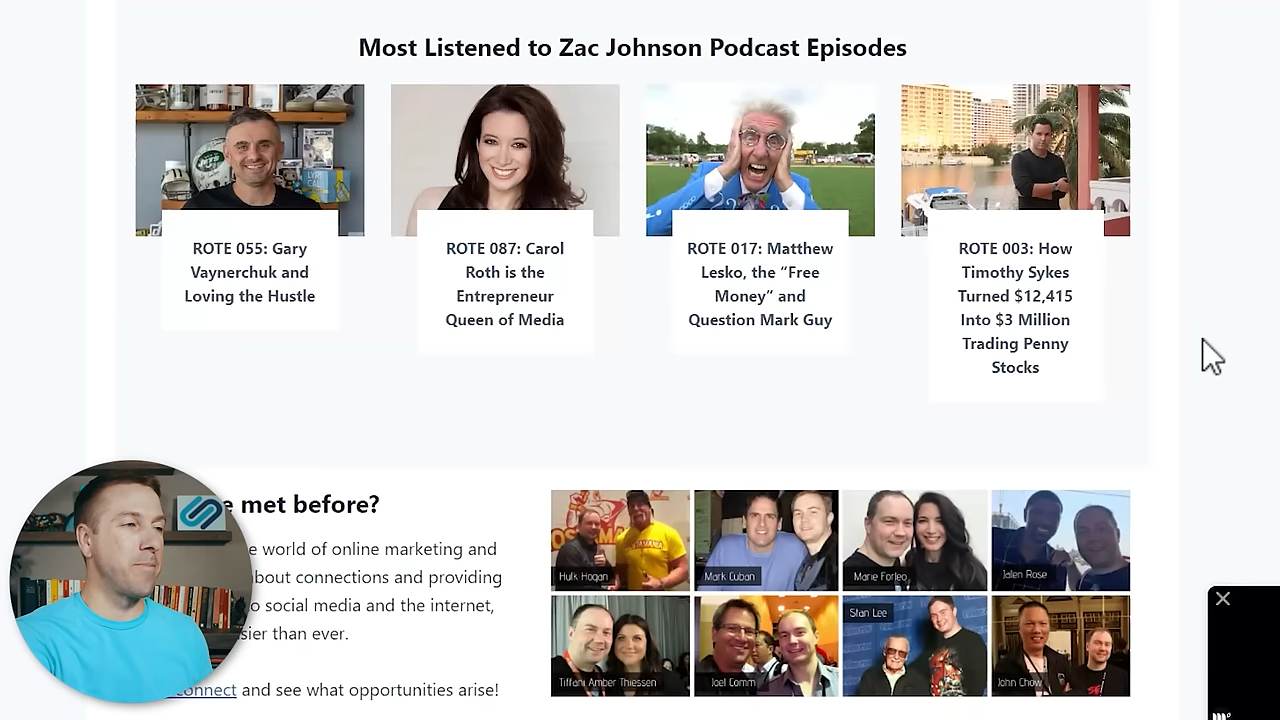 Most Listened to Zac Johnson Podcast Episodes
ROTE 055: Gary
Vaynerchuk and
Loving the Hustle
ROTE 087: Carol
Roth is the
Entrepreneur
Queen of Media
ROTE 017: Matthew
Lesko, the “Free
Money” and
Question Mark Guy
ROTE 003: How
Timothy Sykes
Turned $12,415
Into $3 Million
Trading Penny
Stocks
met before?
world of online marketing and
connections and providing
social media and the internet,
than ever.
connect and see what opportunities arise!
Hulk Hogan
Mark Cuban
Marie Forleo
Jalen Rose
Tiffani Amber Thiessen
Joel Comm
Stan Lee
John Chow